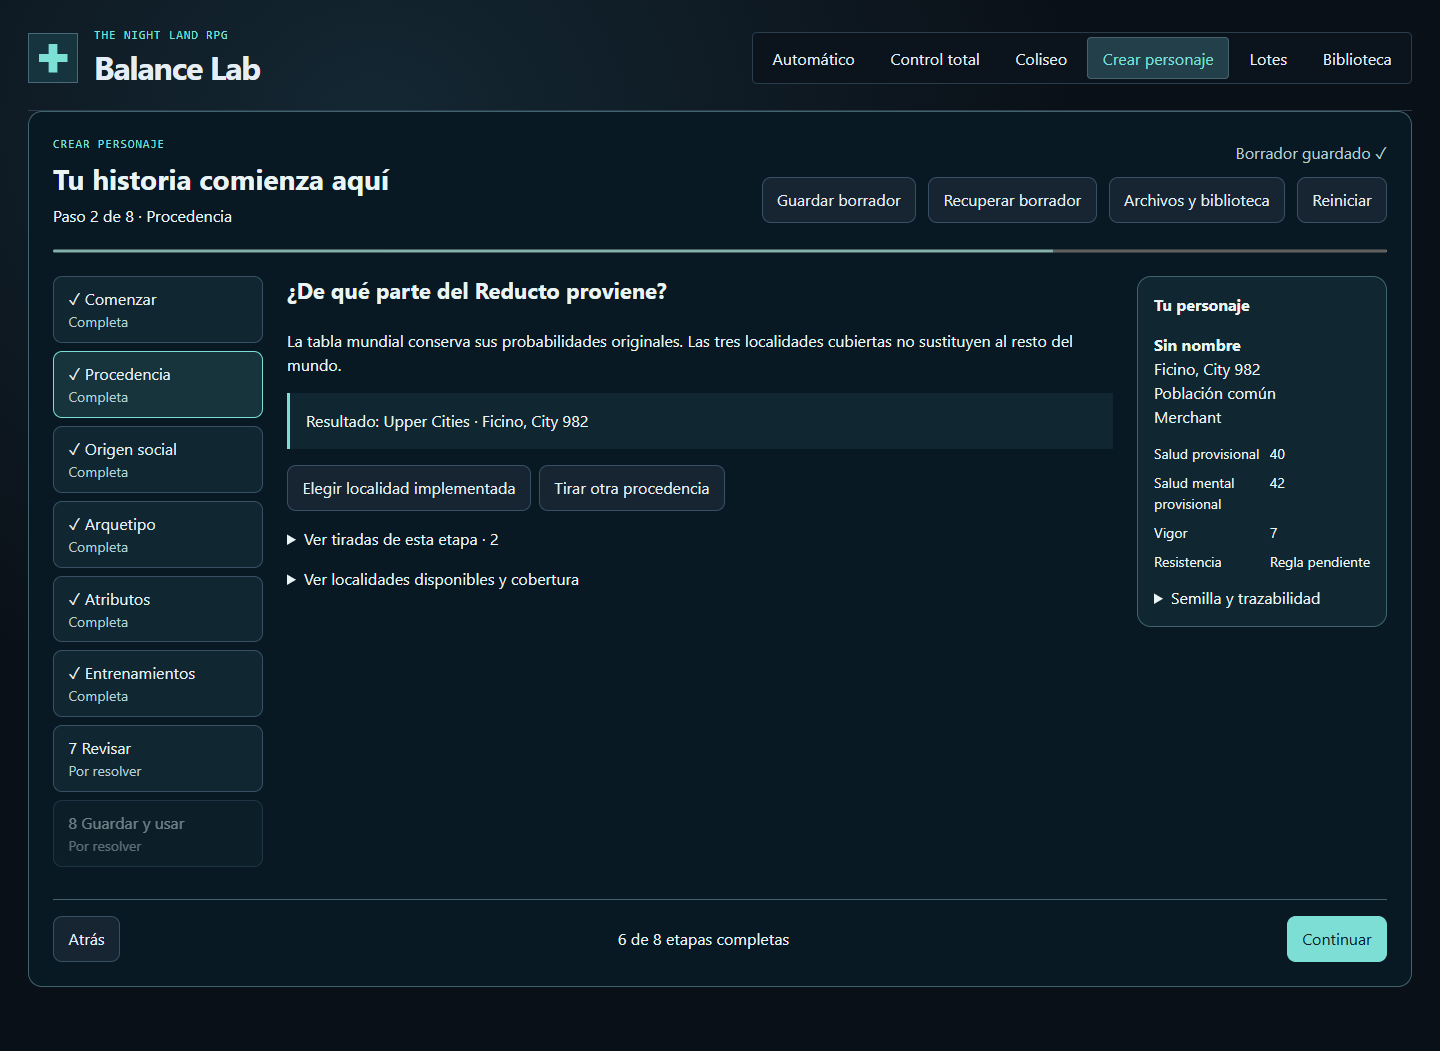 THE NIGHT LAND RPG
Balance Lab
Automático
Control total
Coliseo
Crear personaje
Lotes
Biblioteca
CREAR PERSONAJE
Tu historia comienza aquí
Paso 2 de 8 · Procedencia
Borrador guardado ✓
Guardar borrador
Recuperar borrador
Archivos y biblioteca
Reiniciar
✓ Comenzar
Completa
✓ Procedencia
Completa
✓ Origen social
Completa
✓ Arquetipo
Completa
✓ Atributos
Completa
✓ Entrenamientos
Completa
7 Revisar
Por resolver
8 Guardar y usar
Por resolver
¿De qué parte del Reducto proviene?
La tabla mundial conserva sus probabilidades originales. Las tres localidades cubiertas no sustituyen al resto del
mundo.
Resultado: Upper Cities · Ficino, City 982
Elegir localidad implementada
Tirar otra procedencia
Ver tiradas de esta etapa · 2
Ver localidades disponibles y cobertura
Tu personaje
Sin nombre
Ficino, City 982
Población común
Merchant
Salud provisional 40
Salud mental 42
provisional
Vigor 7
Resistencia Regla pendiente
Semilla y trazabilidad
Atrás
6 de 8 etapas completas
Continuar